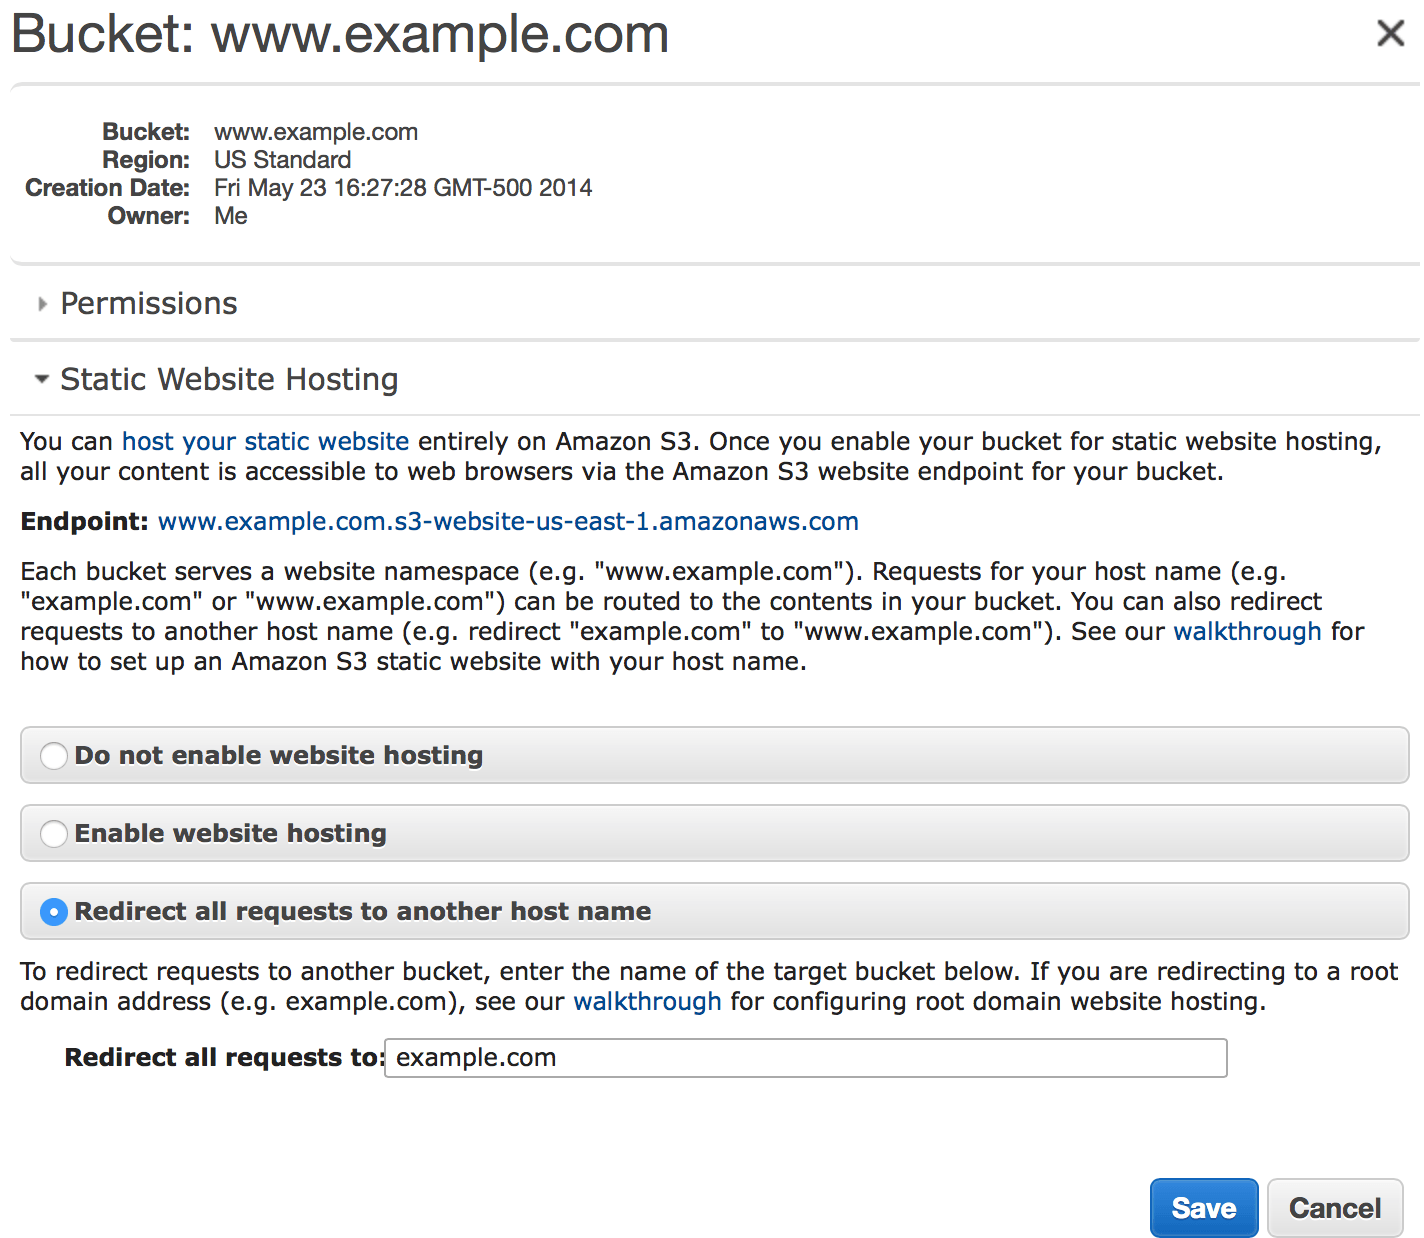 Bucket: www.example.com
Bucket: www.example.com
Region: US Standard
Creation Date: Fri May 23 16:27:28 GMT-500 2014
Owner: Me
Permissions
Static Website Hosting
You can host your static website entirely on Amazon S3. Once you enable your bucket for static website hosting,
all your content is accessible to web browsers via the Amazon S3 website endpoint for your bucket.
Endpoint: www.example.com.s3-website-us-east-1.amazonaws.com
Each bucket serves a website namespace (e.g. "www.example.com"). Requests for your host name (e.g.
"example.com" or "www.example.com") can be routed to the contents in your bucket. You can also redirect
requests to another host name (e.g. redirect "example.com" to "www.example.com"). See our walkthrough for
how to set up an Amazon S3 static website with your host name.
Do not enable website hosting
Enable website hosting
Redirect all requests to another host name
To redirect requests to another bucket, enter the name of the target bucket below. If you are redirecting to a root
domain address (e.g. example.com), see our walkthrough for configuring root domain website hosting.
Redirect all requests to: example.com
Save Cancel